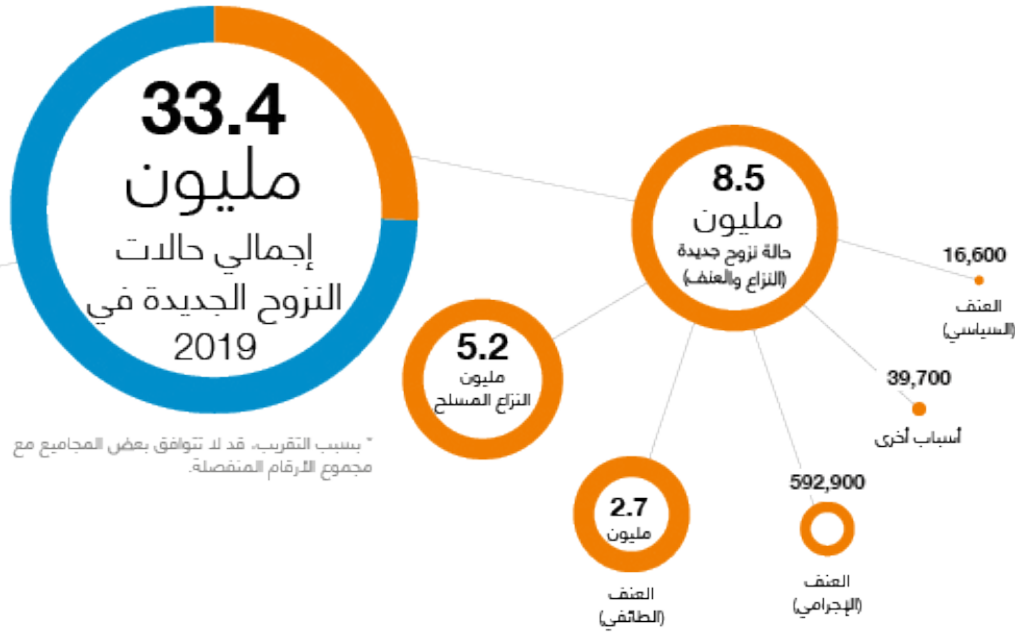 33.4
مليون
إجمالي حالات
النزوح الجديدة في
2019
* بسبب التقريب، قد لا تتوافق بعض المجاميع مع
مجموع الأرقام المنفصلة.
8.5
مليون
حالة نزوح جديدة
(النزاع والعنف)
5.2
مليون
النزاع المسلح
2.7
مليون
العنف
(الطائفي)
592,900
العنف
(الإجرامي)
39,700
أسباب أخرى
16,600
العنف
(السياسي)